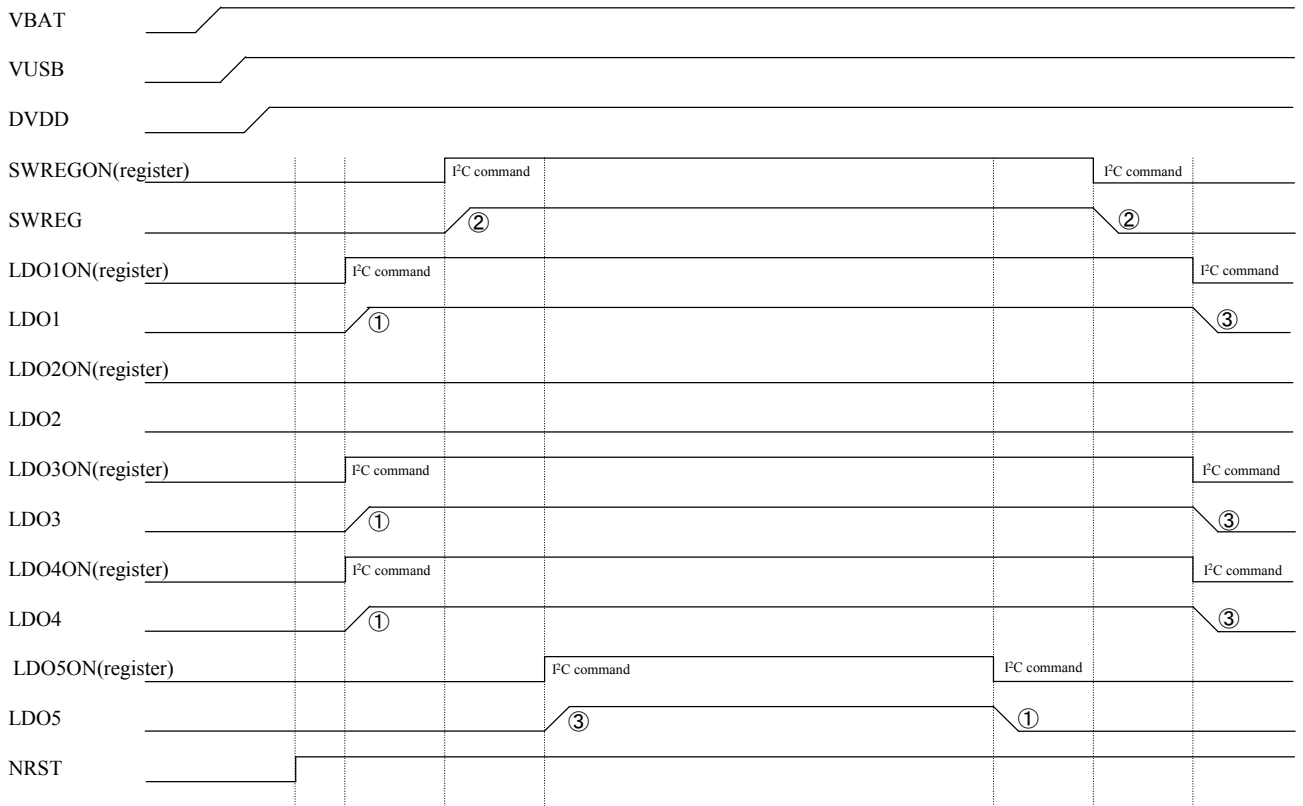 VBAT
VUSB
DVDD
SWREGON(register) I²C command I²C command
SWREG ② ②
LDO1ON(register) I²C command I²C command
LDO1 ① ③
LDO2ON(register)
LDO2
LDO3ON(register) I²C command I²C command
LDO3 ① ③
LDO4ON(register) I²C command I²C command
LDO4 ① ③
LDO5ON(register) I²C command I²C command
LDO5 ③ ①
NRST